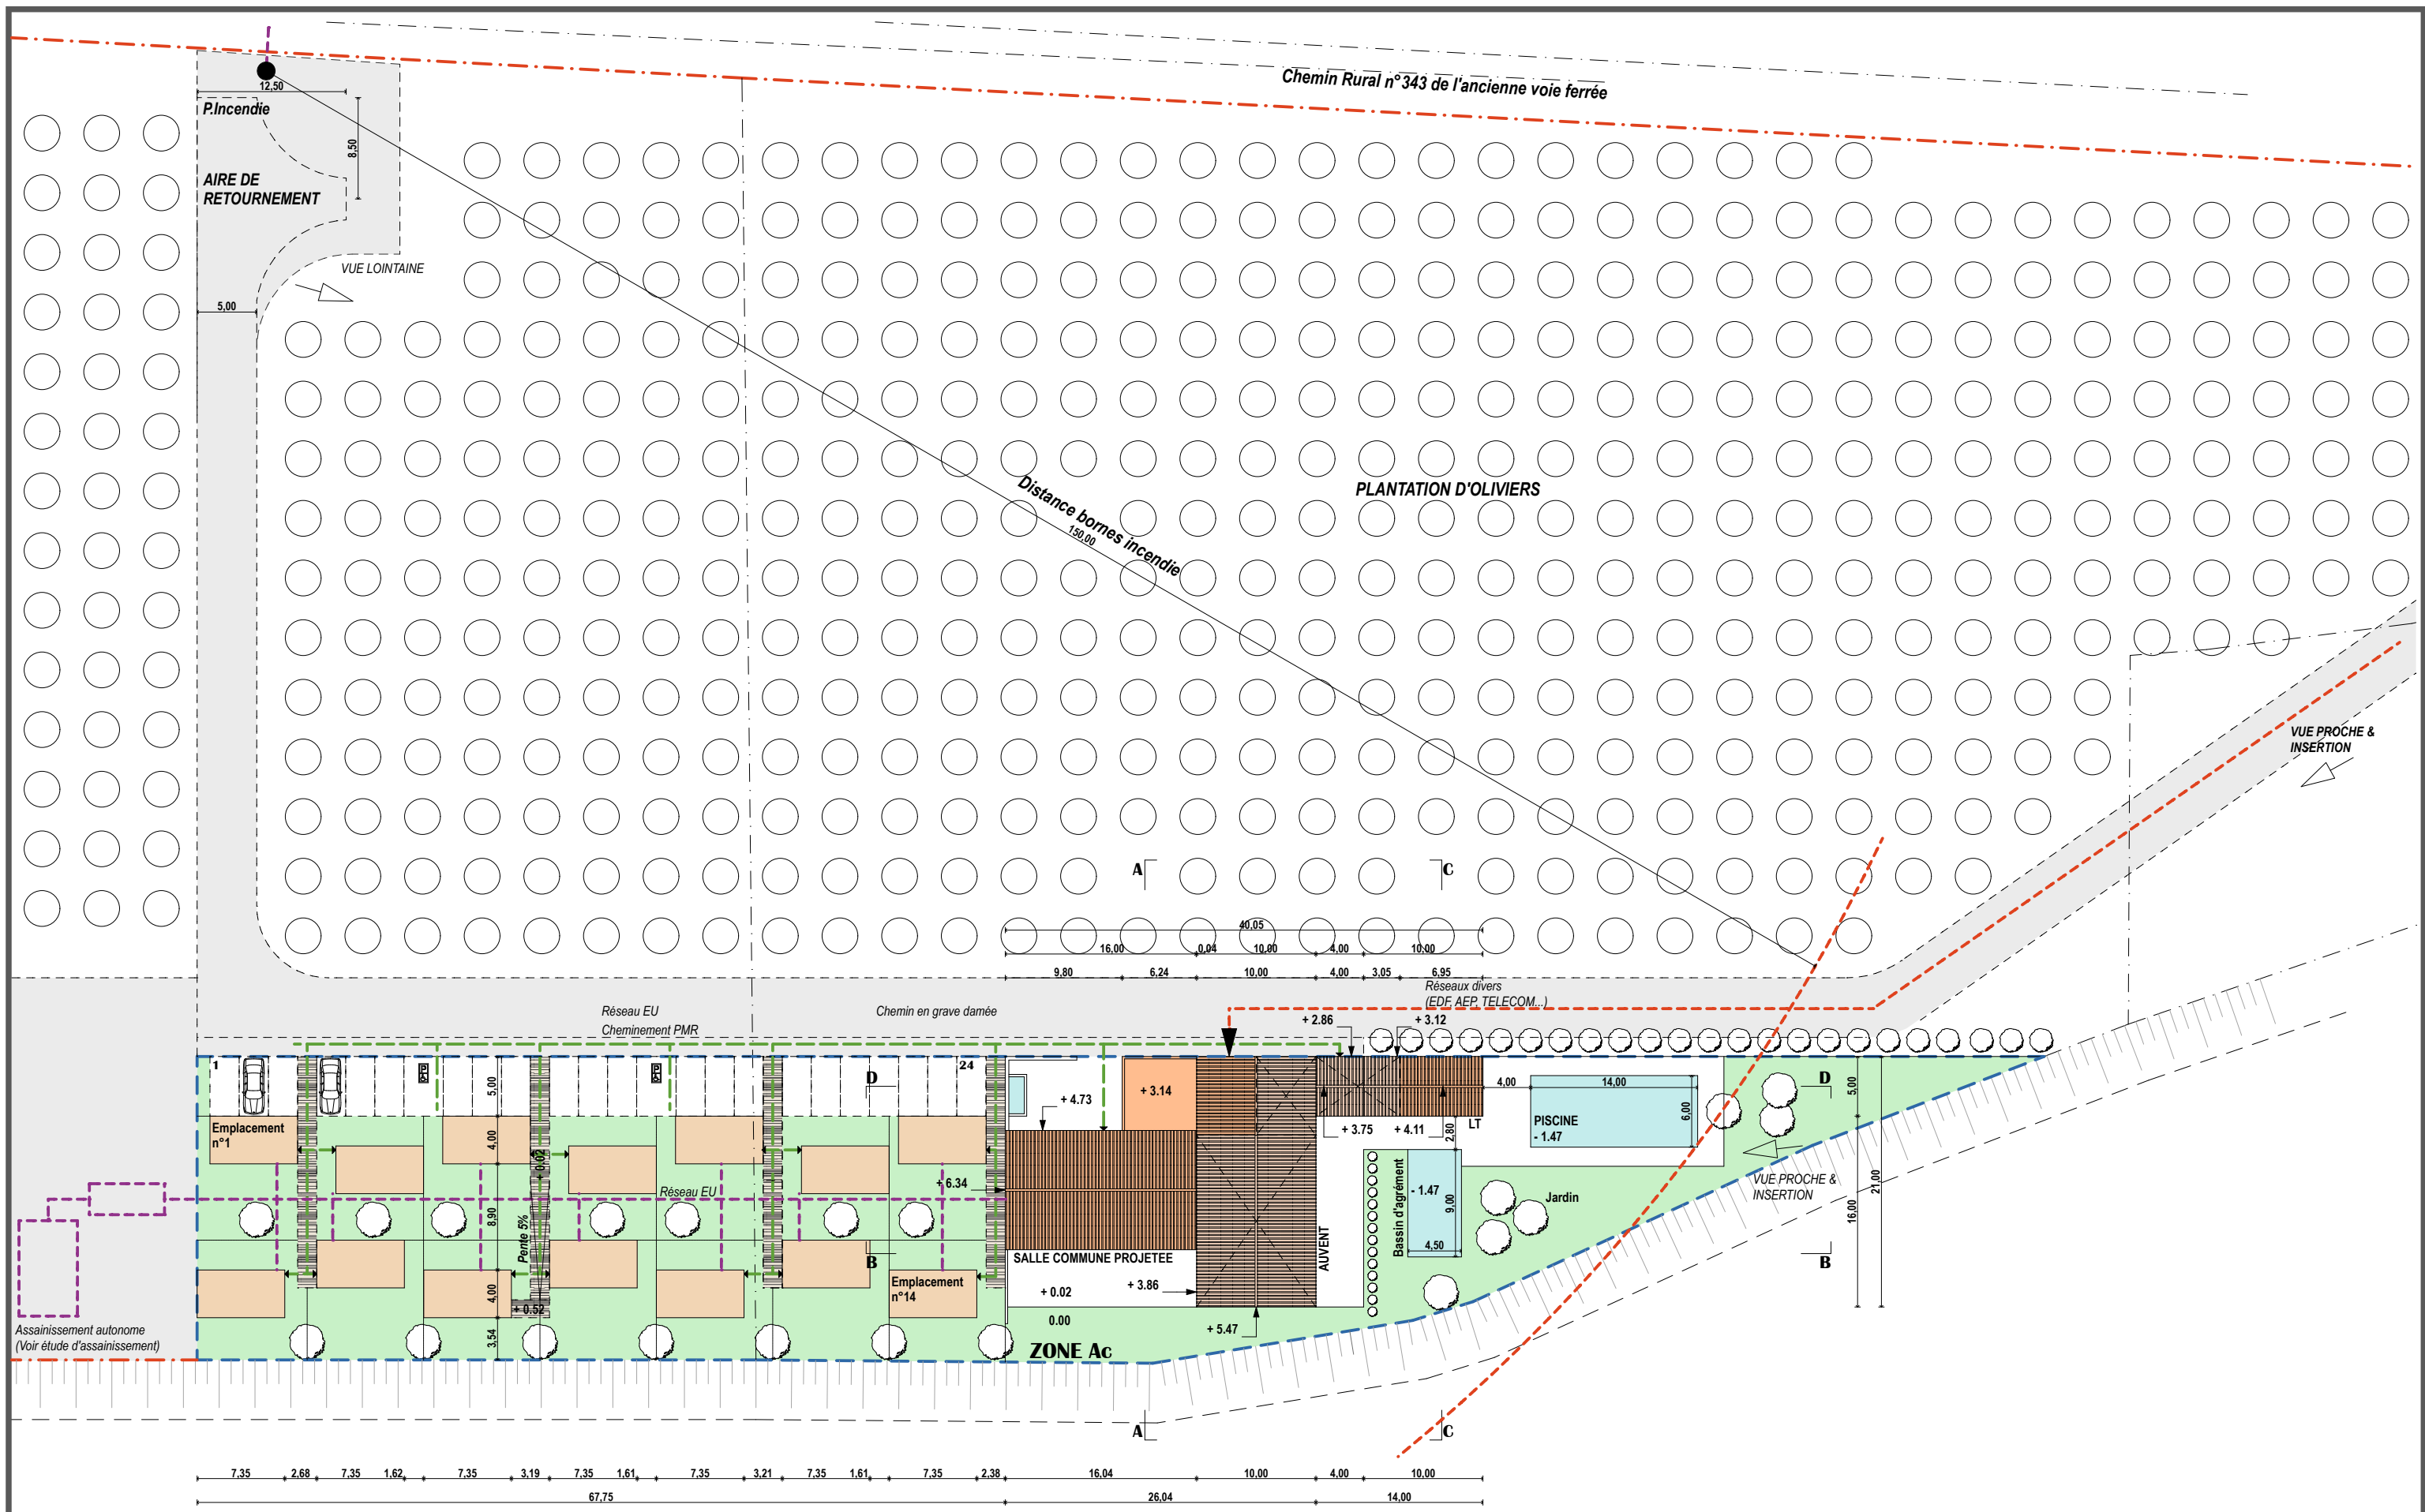 Chemin Rural n°343 de l'ancienne voie ferrée
12,50
P.Incendie
8,50
AIRE DE
RETOURNEMENT
VUE LOINTAINE
5,00
Distance bornes incendie
150,00
PLANTATION D'OLIVIERS
VUE PROCHE &
INSERTION
A
C
40,05
16,00
0,04
10,00
4,00
10,00
9,80
6,24
10,00
4,00
3,05
6,95
Réseaux divers
(EDF, AEP, TELECOM...)
Réseau EU
Chemin en grave damée
Cheminement PMR
+ 2.86
+ 3.12
1
24
5,00
D
+ 4.73
+ 3.14
4,00
14,00
6,00
PISCINE
- 1.47
D
5,00
Emplacement
n°1
4,00
+ 0.02
+ 3.75
+ 4.11
2,80
LT
Réseau EU
+ 6.34
Bassin d'agrément
- 1.47
9,00
4,50
Jardin
VUE PROCHE &
INSERTION
16,00
21,00
8,90
Pente 5%
B
SALLE COMMUNE PROJETEE
AUVENT
B
4,00
+ 0.52
Emplacement
n°14
+ 0.02
+ 3.86
0.00
+ 5.47
3,54
Assainissement autonome
(Voir étude d'assainissement)
ZONE Ac
A
C
7,35
2,68
7,35
1,62
7,35
3,19
7,35
1,61
7,35
3,21
7,35
1,61
7,35
2,38
16,04
10,00
4,00
10,00
67,75
26,04
14,00